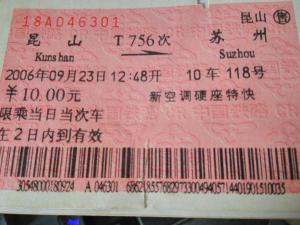 18A046301 昆山售
昆山 T756次 苏州
Kunshan Suzhou
2006年09月23日12:48开 10车118号
¥10.00元 新空调硬座特快
限乘当日当次车
在2日内到有效
30548000180924 A 046301